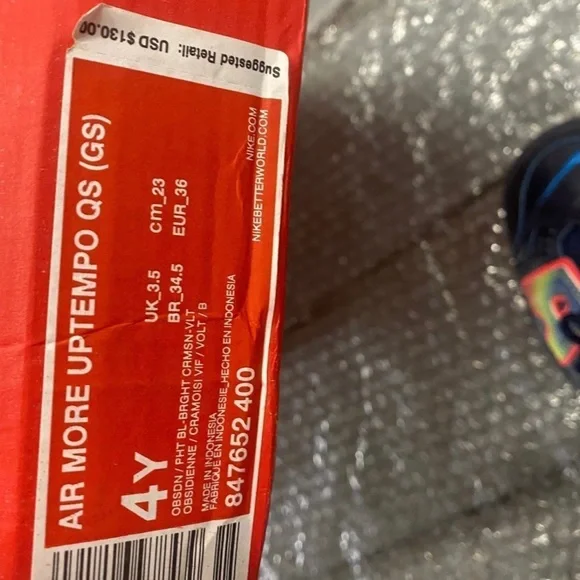 Suggested Retail: USD $130.00
AIR MORE UPTEMPO QS (GS)
4Y
UK_3.5 cm_23
BR_34.5 EUR_36
OBSDN / PHT BL-BRGHT CRMSN-VLT
OBSIDIENNE / CRAMOISI VIF / VOLT / B
MADE IN INDONESIA
FABRIQUE EN INDONESIE_HECHO EN INDONESIA
847652 400
NIKE.COM
NIKEBETTERWORLD.COM